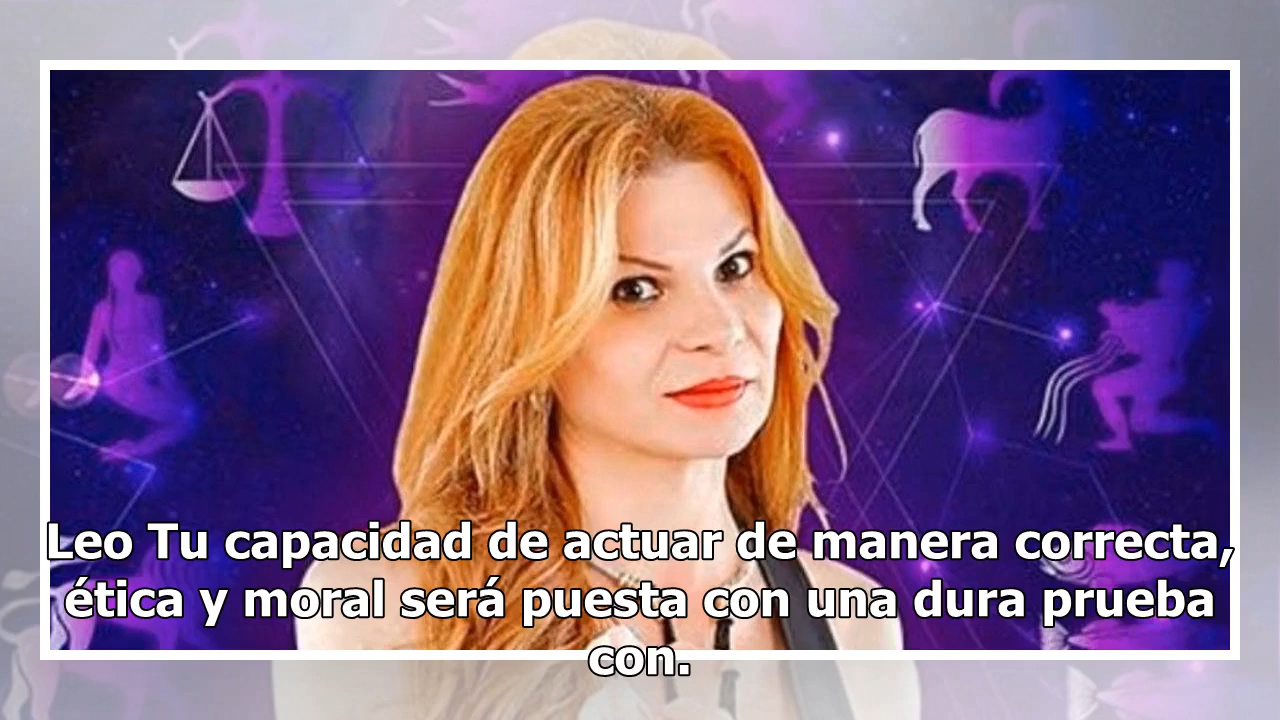 Leo Tu capacidad de actuar de manera correcta,
ética y moral será puesta con una dura prueba
con.